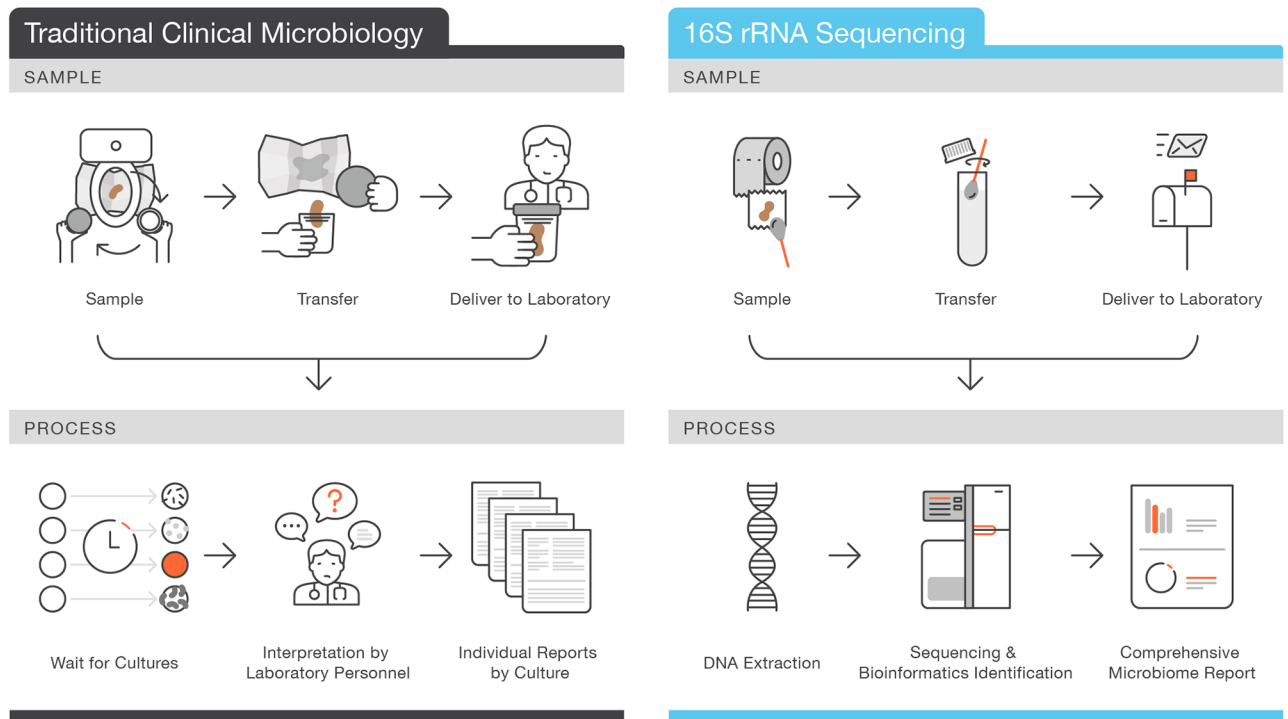 Traditional Clinical Microbiology
SAMPLE
Sample
Transfer
Deliver to Laboratory
PROCESS
?
Wait for Cultures
Interpretation by
Laboratory Personnel
Individual Reports
by Culture
16S rRNA Sequencing
SAMPLE
Sample
Transfer
Deliver to Laboratory
PROCESS
DNA Extraction
Sequencing &
Bioinformatics Identification
Comprehensive
Microbiome Report